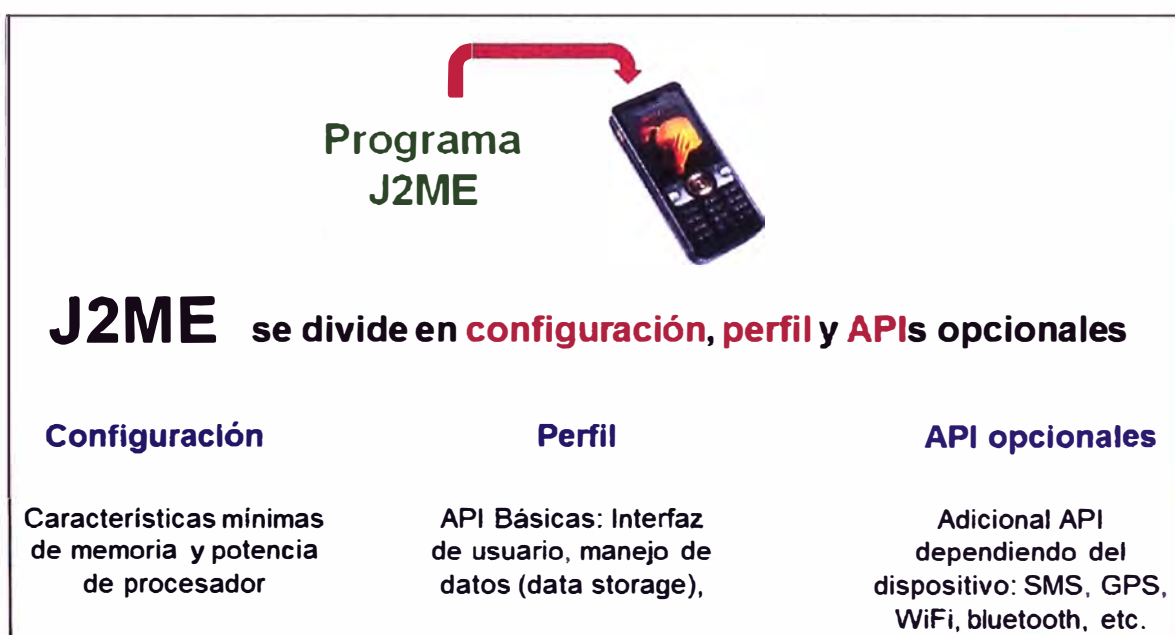 Programa
J2ME
J2ME se divide en configuración, perfil y APIs opcionales
Configuración
Características mínimas
de memoria y potencia
de procesador
Perfil
API Básicas: Interfaz
de usuario, manejo de
datos (data storage),
API opcionales
Adicional API
dependiendo del
dispositivo: SMS, GPS,
WiFi, bluetooth, etc.